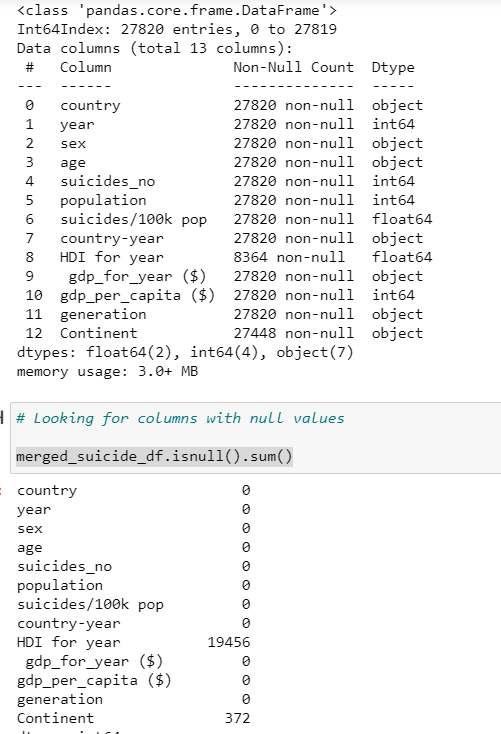 <class 'pandas.core.frame.DataFrame'>
Int64Index: 27820 entries, 0 to 27819
Data columns (total 13 columns):
 #   Column              Non-Null Count  Dtype
---  ------              --------------  -----
 0   country             27820 non-null  object
 1   year                27820 non-null  int64
 2   sex                 27820 non-null  object
 3   age                 27820 non-null  object
 4   suicides_no         27820 non-null  int64
 5   population          27820 non-null  int64
 6   suicides/100k pop   27820 non-null  float64
 7   country-year        27820 non-null  object
 8   HDI for year        8364 non-null   float64
 9    gdp_for_year ($)   27820 non-null  object
 10  gdp_per_capita ($)  27820 non-null  int64
 11  generation          27820 non-null  object
 12  Continent           27448 non-null  object
dtypes: float64(2), int64(4), object(7)
memory usage: 3.0+ MB
# Looking for columns with null values
merged_suicide_df.isnull().sum()
country                   0
year                      0
sex                       0
age                       0
suicides_no               0
population                0
suicides/100k pop         0
country-year              0
HDI for year          19456
 gdp_for_year ($)         0
gdp_per_capita ($)        0
generation                0
Continent               372